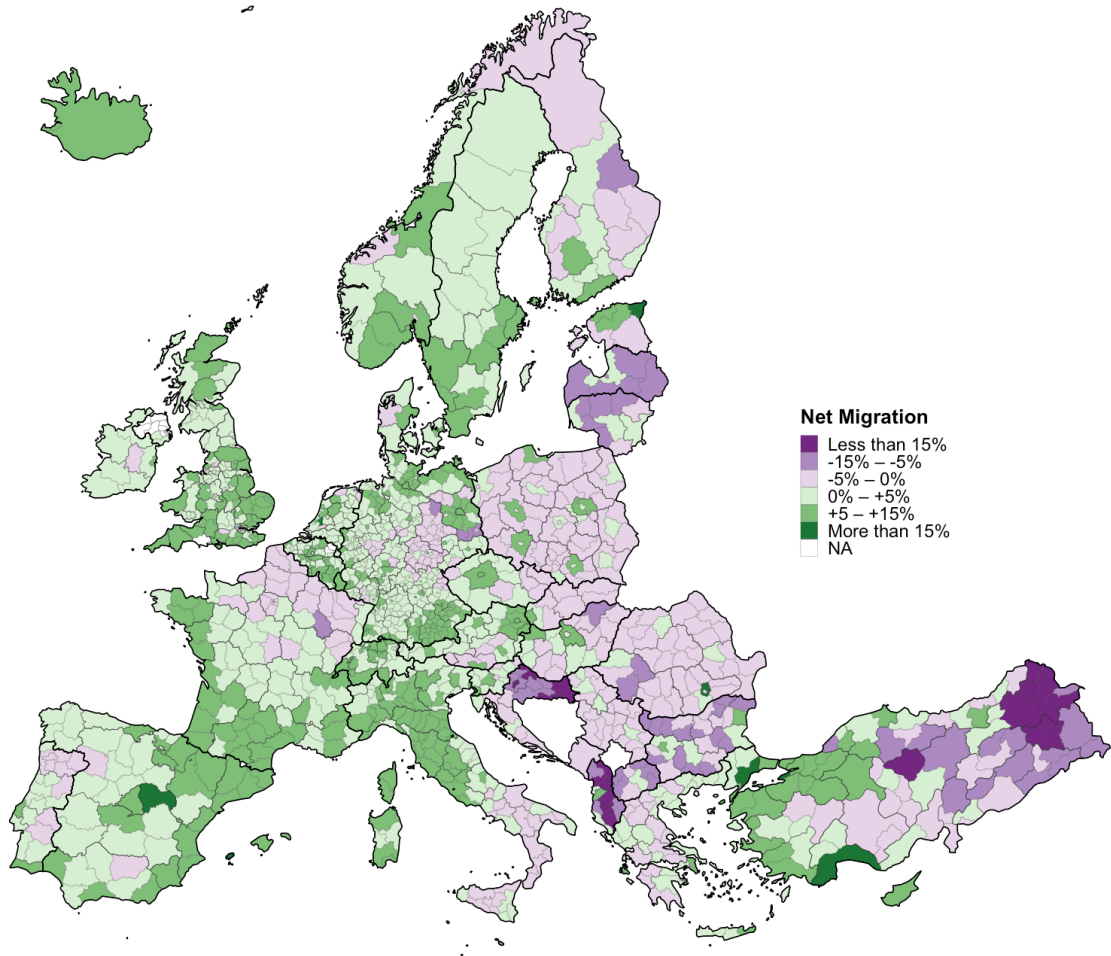 Net Migration
Less than 15%
-15% – -5%
-5% – 0%
0% – +5%
+5 – +15%
More than 15%
NA